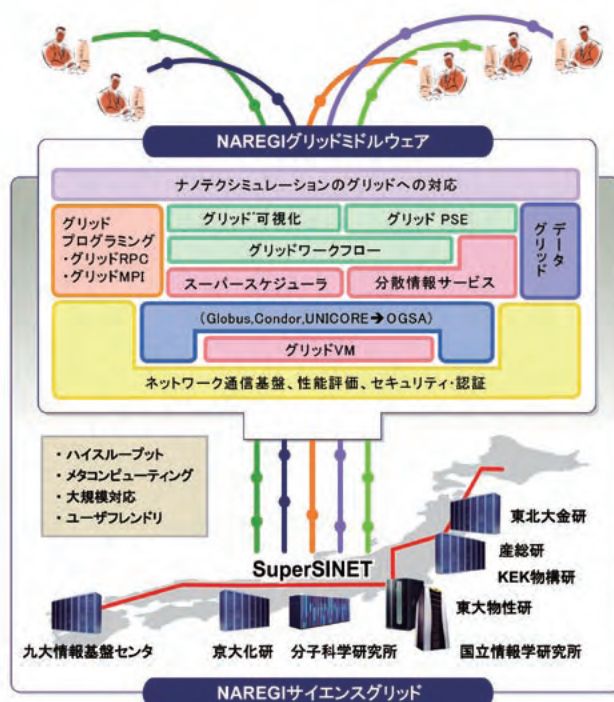 NAREGIグリッドミドルウェア
ナノテクシミュレーションのグリッドへの対応
グリッド
プログラミング
・グリッドRPC
・グリッドMPI
グリッド可視化
グリッド PSE
データグリッド
グリッドワークフロー
スーパースケジューラ
分散情報サービス
(Globus,Condor,UNICORE➔OGSA)
グリッドVM
ネットワーク通信基盤、性能評価、セキュリティ・認証
・ ハイスループット
・ メタコンピューティング
・ 大規模対応
・ ユーザフレンドリ
東北大金研
産総研
KEK物構研
SuperSINET
東大物性研
九大情報基盤センタ
京大化研
分子科学研究所
国立情報学研究所
NAREGIサイエンスグリッド